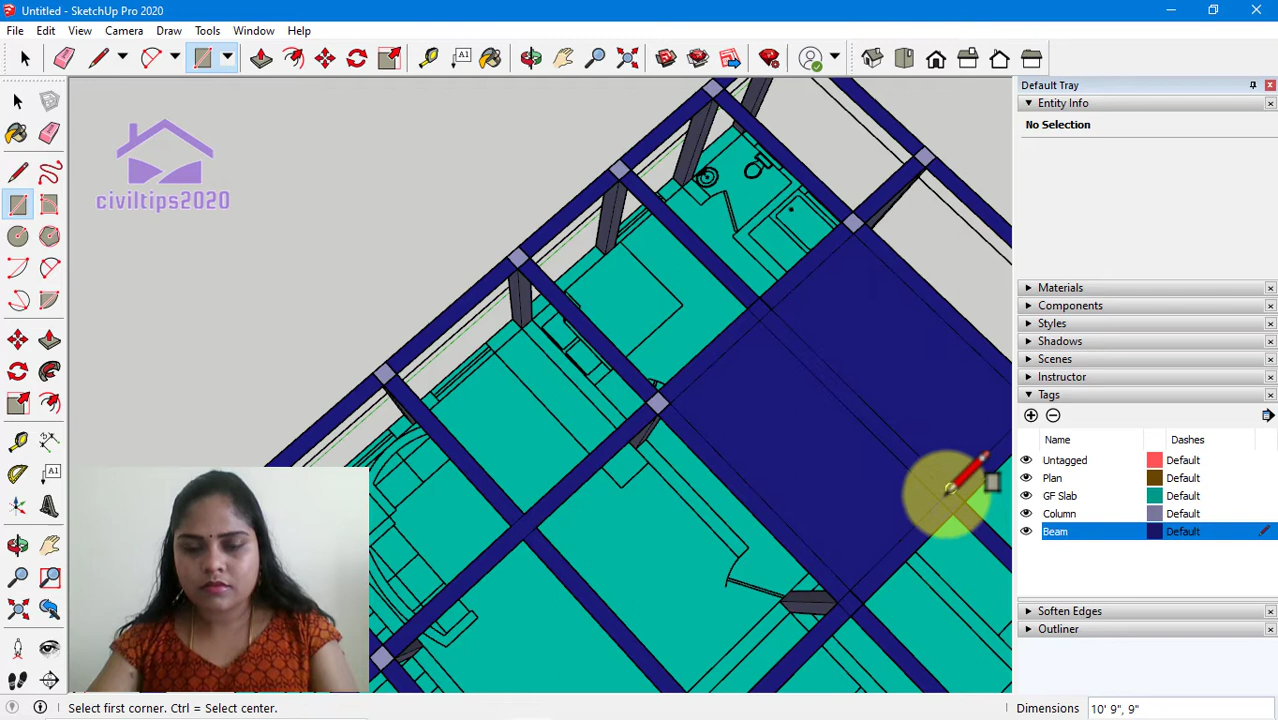 Untitled - SketchUp Pro 2020
File Edit View Camera Draw Tools Window Help
A1
civiltips2020
A1
Default Tray
Entity Info
No Selection
Materials
Components
Styles
Shadows
Scenes
Instructor
Tags
Name Dashes
Untagged Default
Plan Default
GF Slab Default
Column Default
Beam Default
Soften Edges
Outliner
Select first corner. Ctrl = Select center.
Dimensions 10' 9", 9"